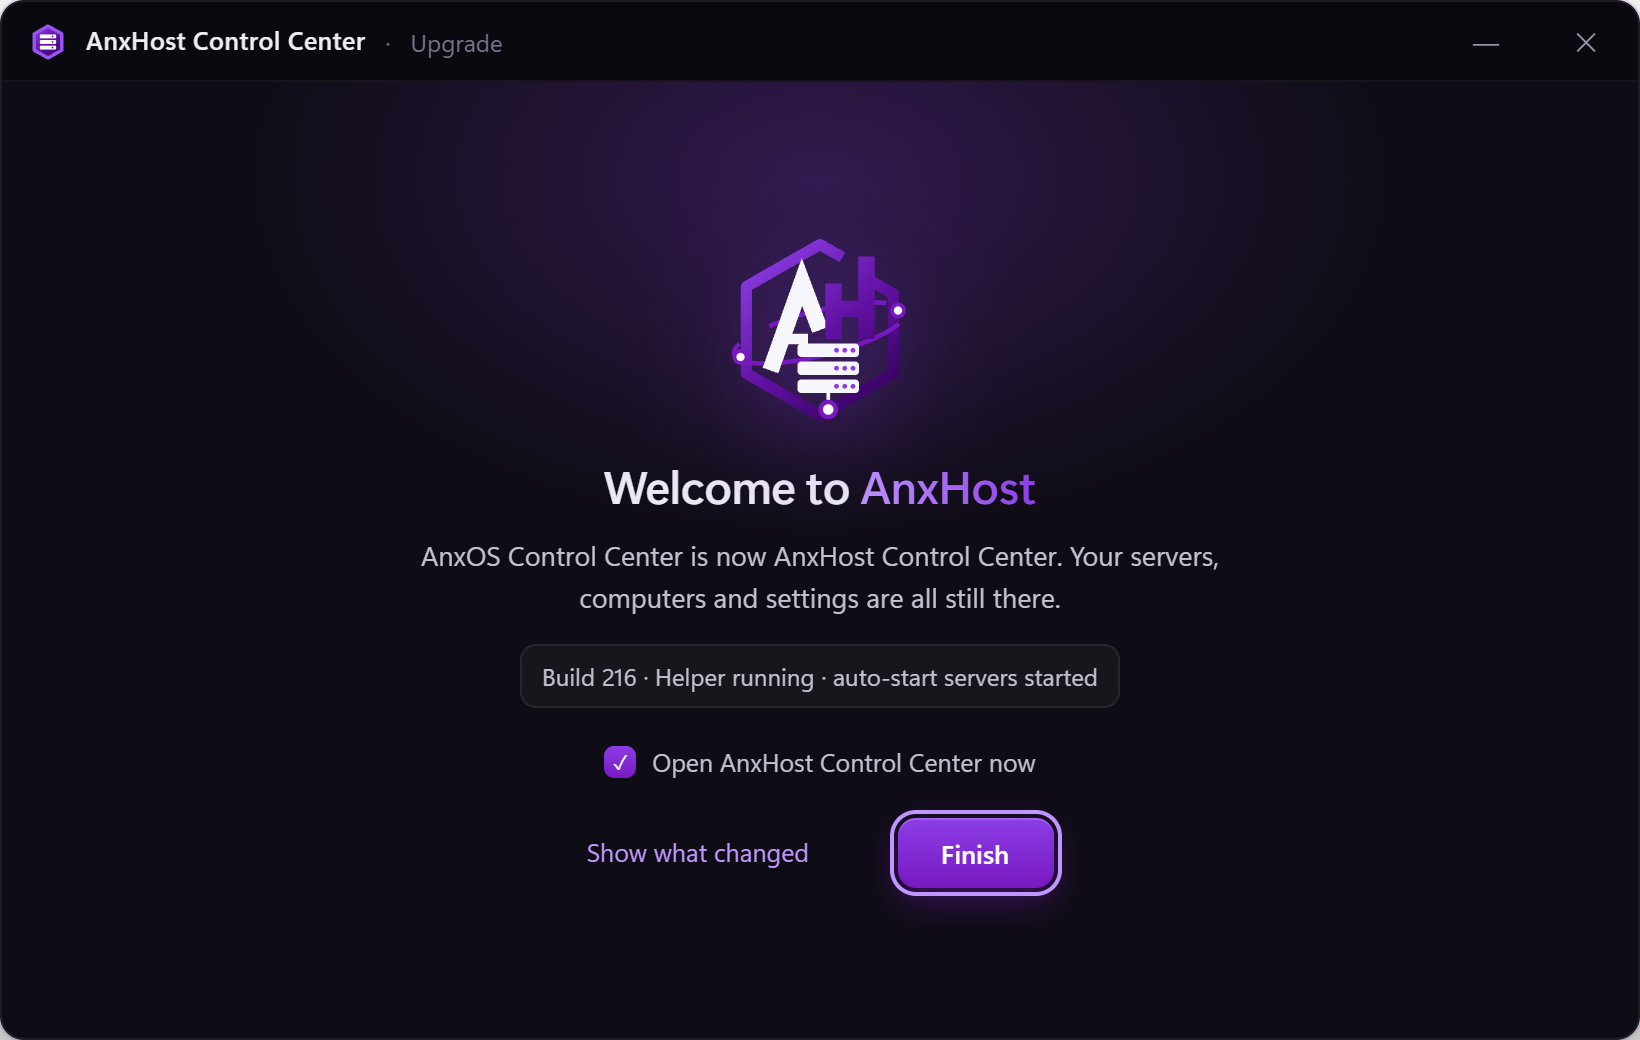 AnxHost Control Center · Upgrade
AH
Welcome to AnxHost
AnxOS Control Center is now AnxHost Control Center. Your servers,
computers and settings are all still there.
Build 216 · Helper running · auto-start servers started
✓ Open AnxHost Control Center now
Show what changed
Finish